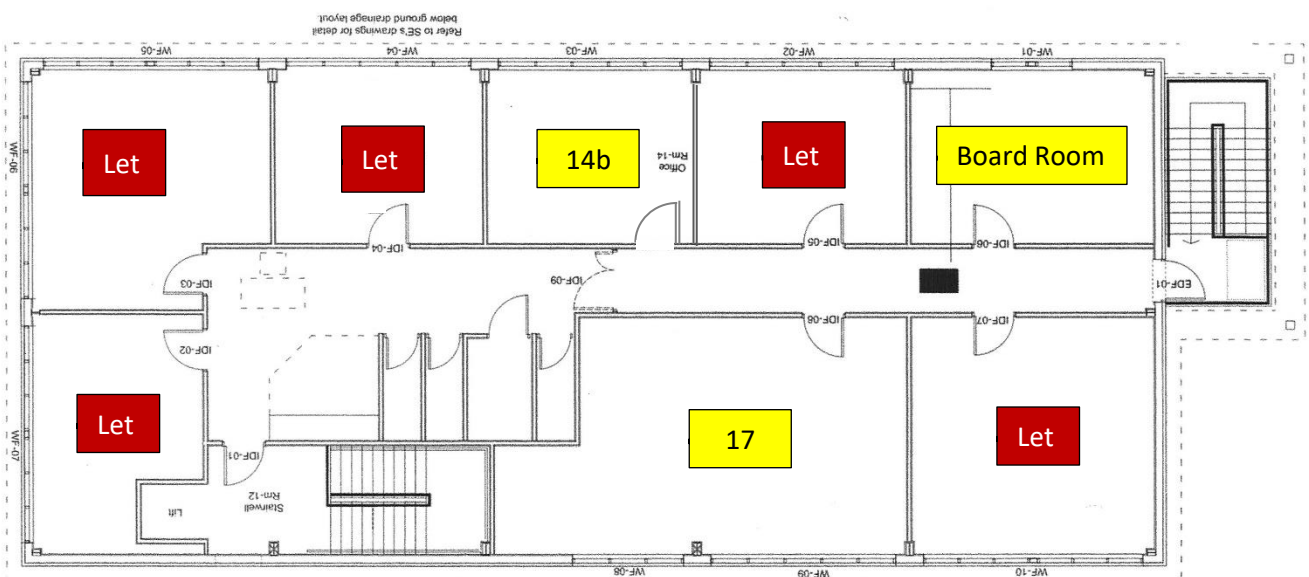 Refer to SE's drawings for detail
below ground drainage layout.
WF-05
WF-04
WF-03
WF-02
WF-01
WF-06
Let
Let
14b
Office
Rm-14
Let
Board Room
IDF-04
IDF-05
IDF-06
IDF-03
IDF-09
EDF-01
IDF-02
IDF-08
IDF-07
Let
17
Let
WF-07
IDF-01
Stairwell
Rm-12
Lift
WF-08
WF-09
WF-10